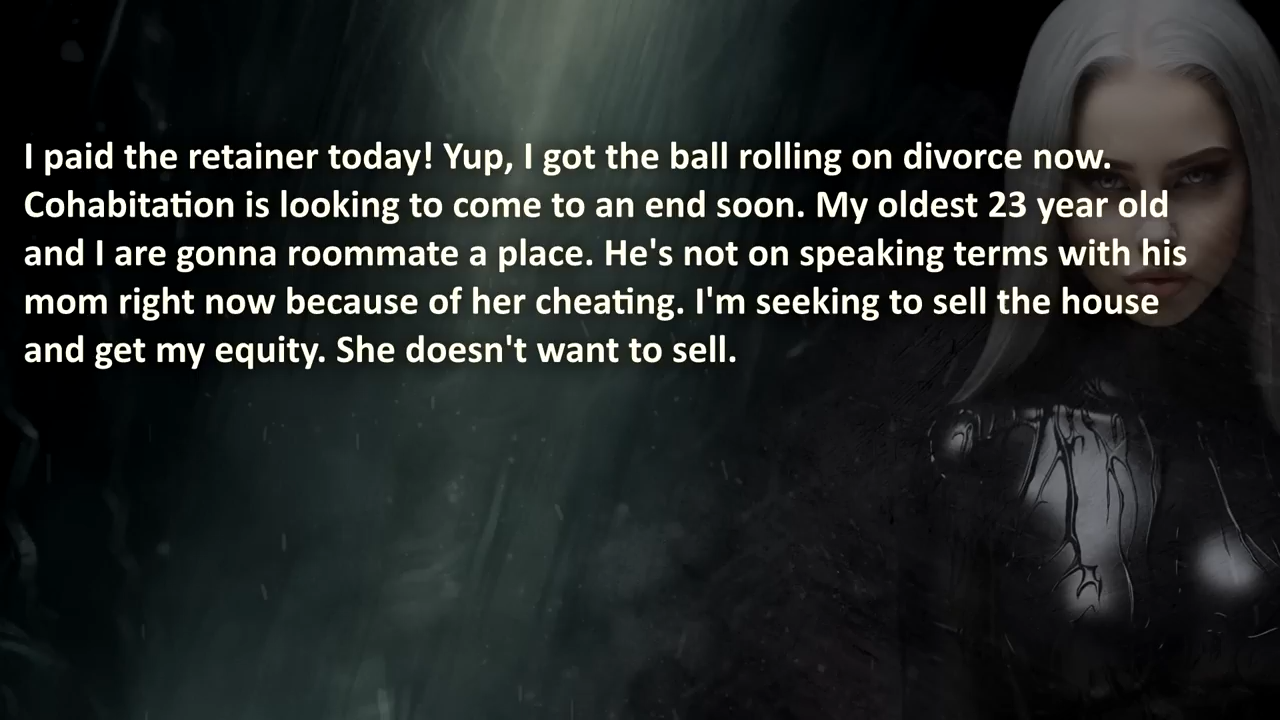 I paid the retainer today! Yup, I got the ball rolling on divorce now.
Cohabitation is looking to come to an end soon. My oldest 23 year old
and I are gonna roommate a place. He's not on speaking terms with his
mom right now because of her cheating. I'm seeking to sell the house
and get my equity. She doesn't want to sell.